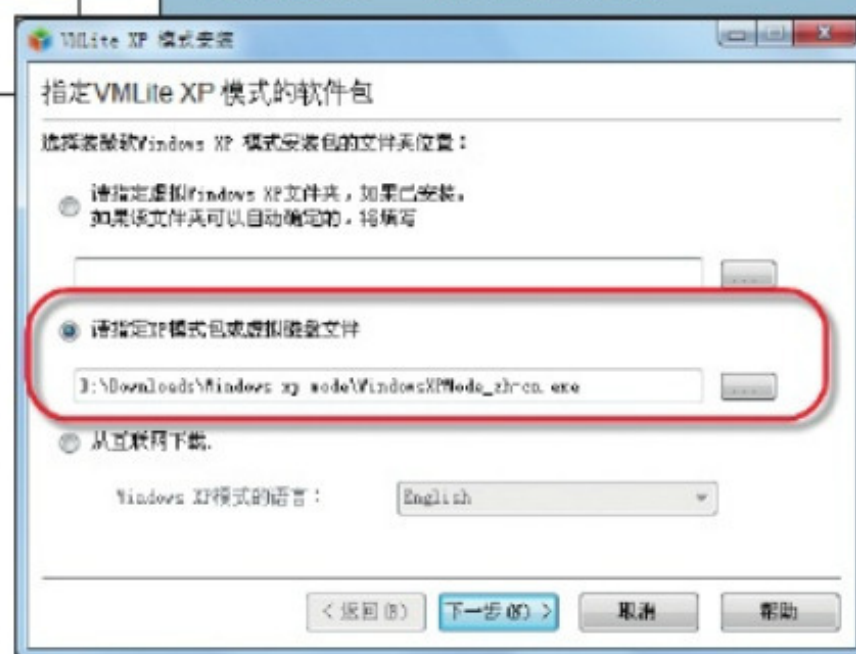 VMLite XP 模式安装
指定VMLite XP 模式的软件包
选择装微软Windows XP 模式安装包的文件夹位置：
请指定虚拟Windows XP文件夹，如果已安装。
如果该文件夹可以自动确定的，将填写
...
请指定XP模式包或虚拟磁盘文件
D:\Downloads\Windows xp mode\WindowsXPMode_zh-cn.exe
...
从互联网下载.
Windows XP模式的语言：
English
< 返回(B)
下一步(N) >
取消
帮助